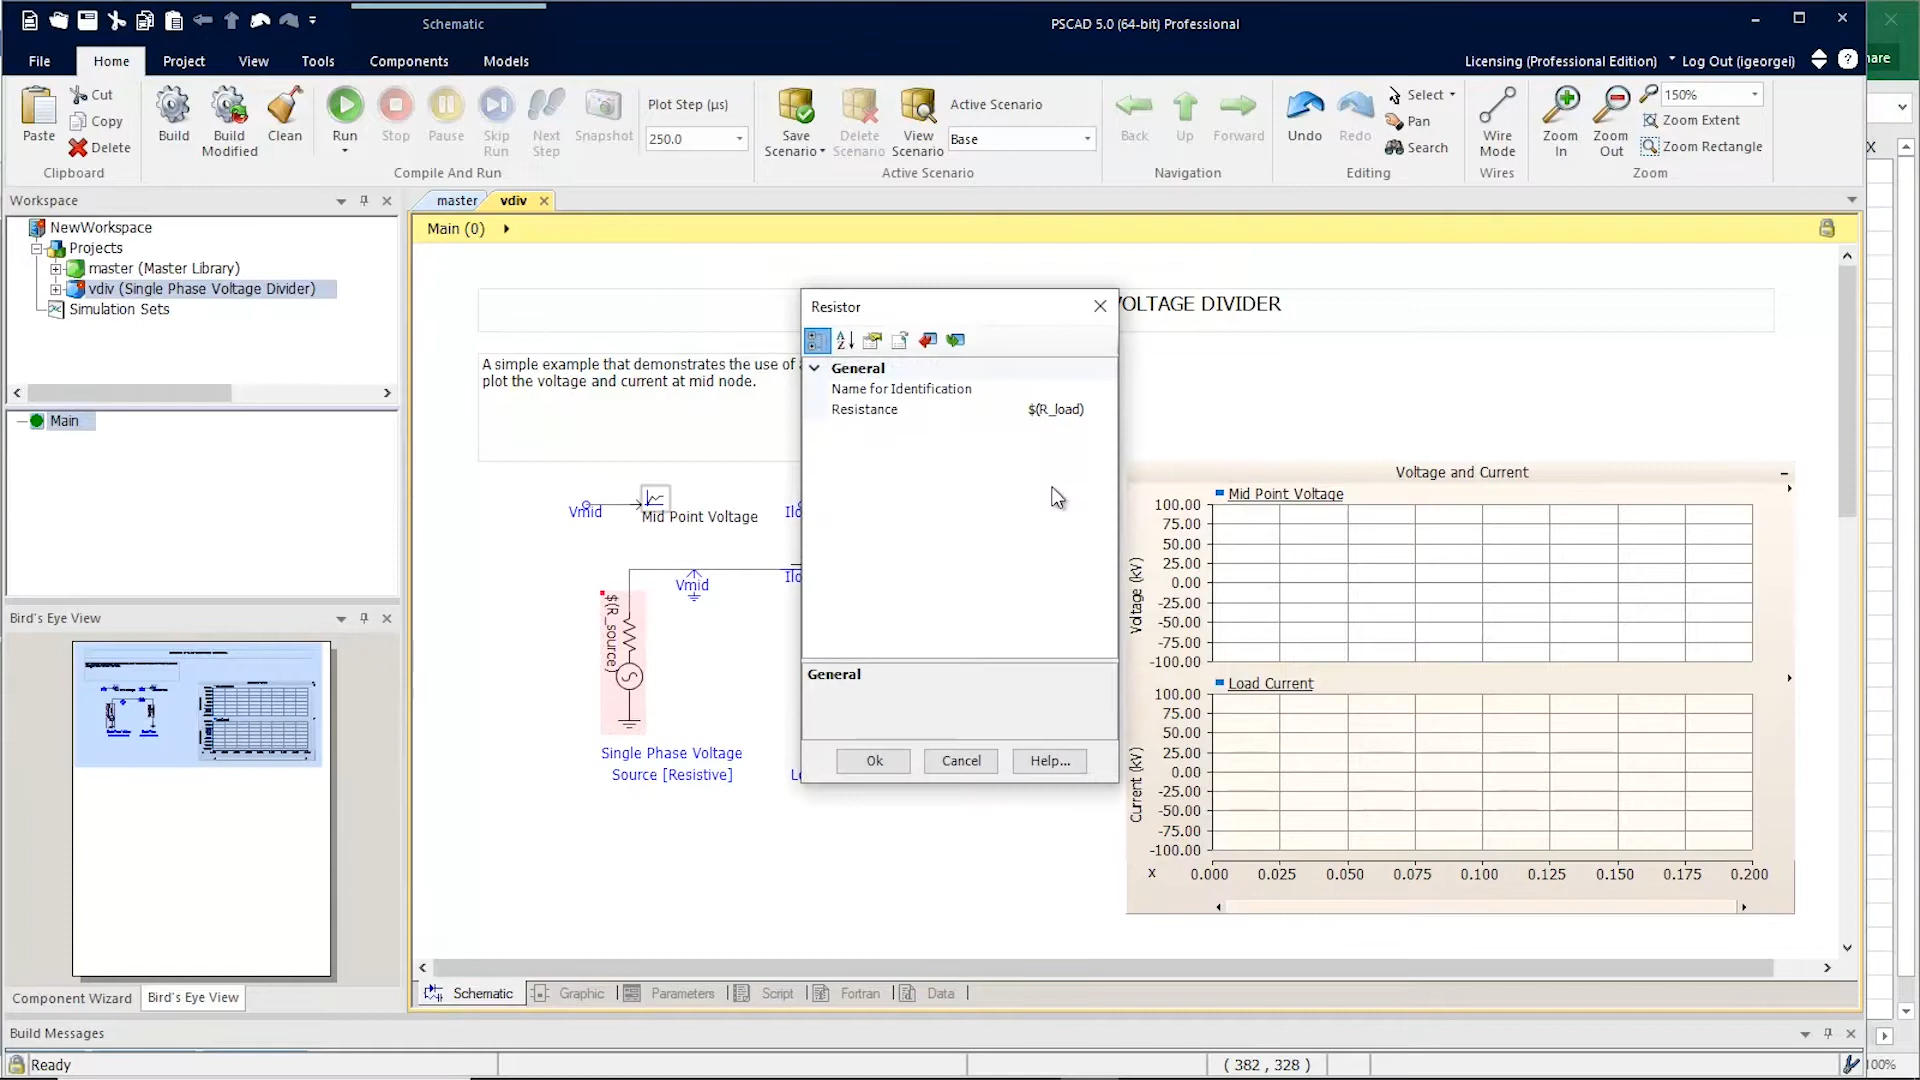 Schematic
PSCAD 5.0 (64-bit) Professional
File
Home
Project
View
Tools
Components
Models
Licensing (Professional Edition)
Log Out (igeorgei)
are
Paste
Cut
Copy
Delete
Clipboard
Build
Build Modified
Clean
Run
Stop
Pause
Skip Run
Next Step
Snapshot
Compile And Run
Plot Step (µs)
250.0
Save Scenario
Delete Scenario
View Scenario
Active Scenario
Base
Active Scenario
Back
Up
Forward
Navigation
Undo
Redo
Select
Pan
Search
Editing
Wire Mode
Wires
Zoom In
Zoom Out
150%
Zoom Extent
Zoom Rectangle
Zoom
X
Workspace
NewWorkspace
Projects
master (Master Library)
vdiv (Single Phase Voltage Divider)
Simulation Sets
Main
Bird's Eye View
Component Wizard
Bird's Eye View
master
vdiv
Main (0)
VOLTAGE DIVIDER
A simple example that demonstrates the use of a
plot the voltage and current at mid node.
Vmid
Mid Point Voltage
Ilo
Vmid
Ilo
$(R_source)
S
Single Phase Voltage
Source [Resistive]
Lo
Resistor
General
Name for Identification
Resistance $(R_load)
General
Ok
Cancel
Help...
Voltage and Current
Mid Point Voltage
Voltage (kV)
100.00
75.00
50.00
25.00
0.00
-25.00
-50.00
-75.00
-100.00
Load Current
Current (kV)
100.00
75.00
50.00
25.00
0.00
-25.00
-50.00
-75.00
-100.00
x 0.000 0.025 0.050 0.075 0.100 0.125 0.150 0.175 0.200
Schematic
Graphic
Parameters
Script
Fortran
Data
Build Messages
Ready
( 382 , 328 )
100%